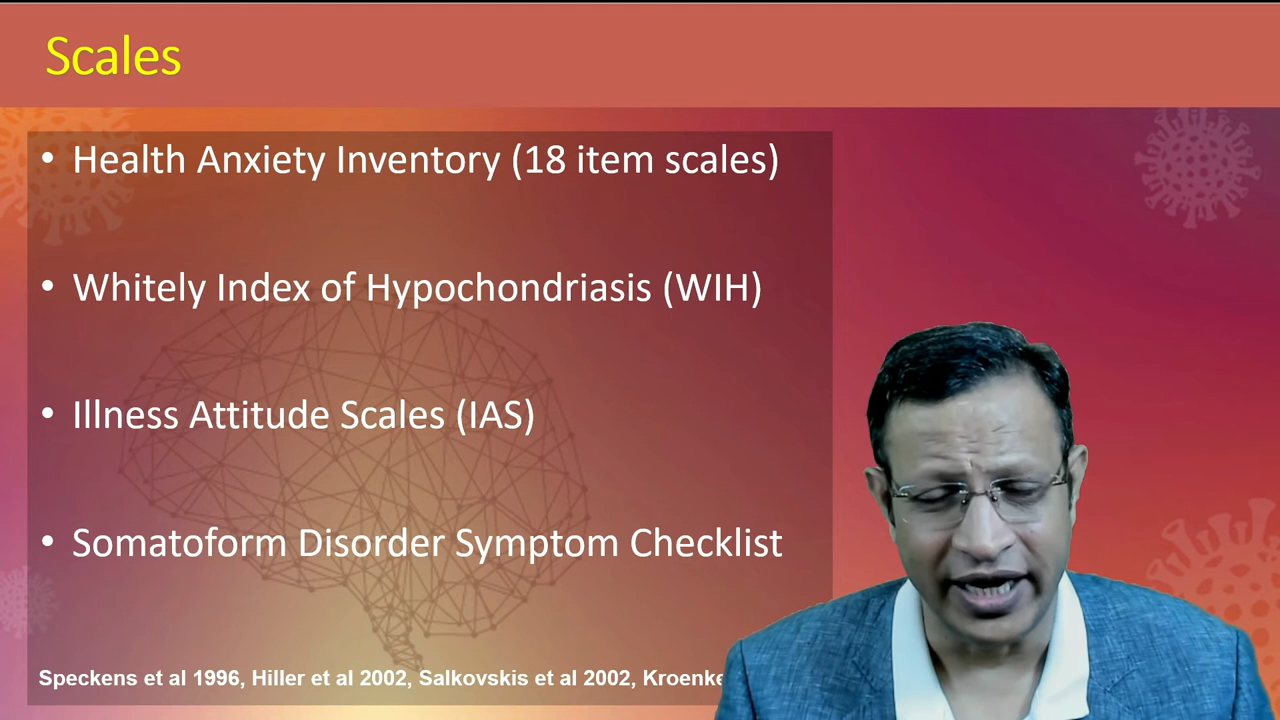 Scales
• Health Anxiety Inventory (18 item scales)
• Whitely Index of Hypochondriasis (WIH)
• Illness Attitude Scales (IAS)
• Somatoform Disorder Symptom Checklist
Speckens et al 1996, Hiller et al 2002, Salkovskis et al 2002, Kroenke